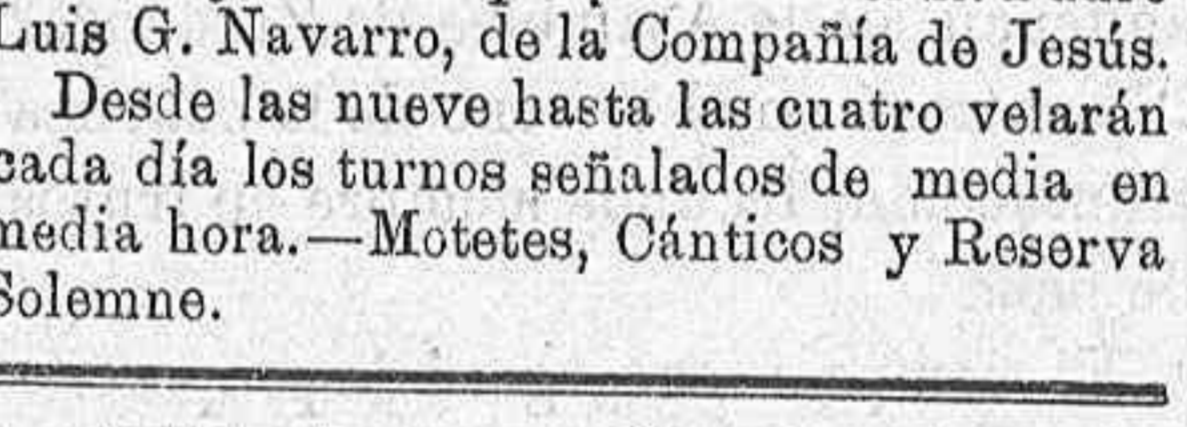 Luis G. Navarro, de la Compañía de Jesús.
Desde las nueve hasta las cuatro velarán
cada día los turnos señalados de media en
media hora.—Motetes, Cánticos y Reserva
Solemne.